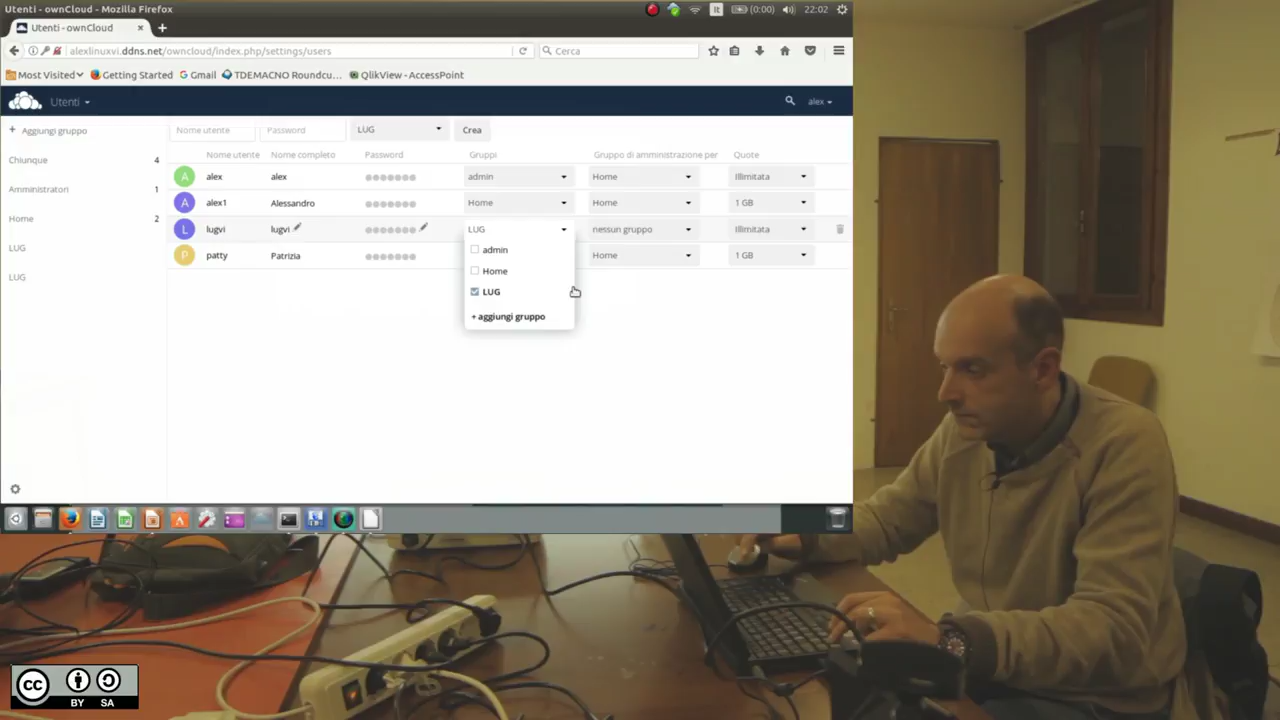 Utenti - ownCloud - Mozilla Firefox
It (0:00) 22:02
Utenti - ownCloud
alexlinuxvi.ddns.net/owncloud/index.php/settings/users
Cerca
Most Visited Getting Started Gmail TDEMACNO Roundcu... QlikView - AccessPoint
Utenti alex
+ Aggiungi gruppo Nome utente Password LUG Crea
Nome utente Nome completo Password Gruppi Gruppo di amministrazione per Quote
Chiunque 4
A alex alex admin Home Illimitata
Amministratori 1
A alex1 Alessandro Home Home 1 GB
Home 2
L lugvi lugvi LUG nessun gruppo Illimitata
LUG
admin
P patty Patrizia Home 1 GB
Home
LUG
LUG
+ aggiungi gruppo
cc
BY SA